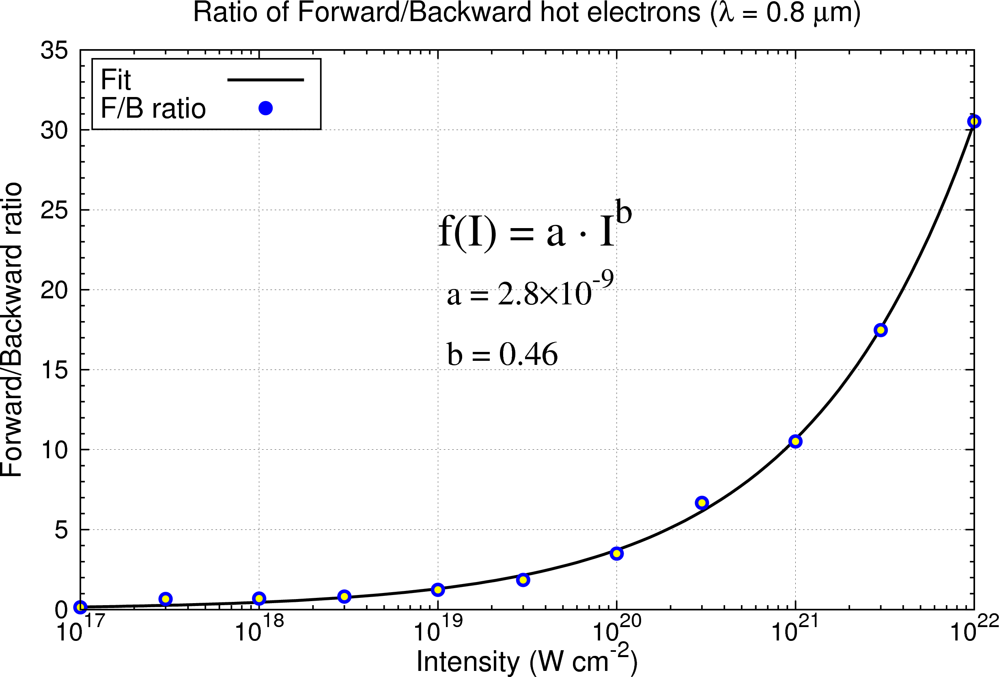 Ratio of Forward/Backward hot electrons (λ = 0.8 μm)
35
30
25
20
15
10
5
0
Forward/Backward ratio
Fit
F/B ratio
f(I) = a · I^b
a = 2.8×10^-9
b = 0.46
10^17 10^18 10^19 10^20 10^21 10^22
Intensity (W cm^-2)